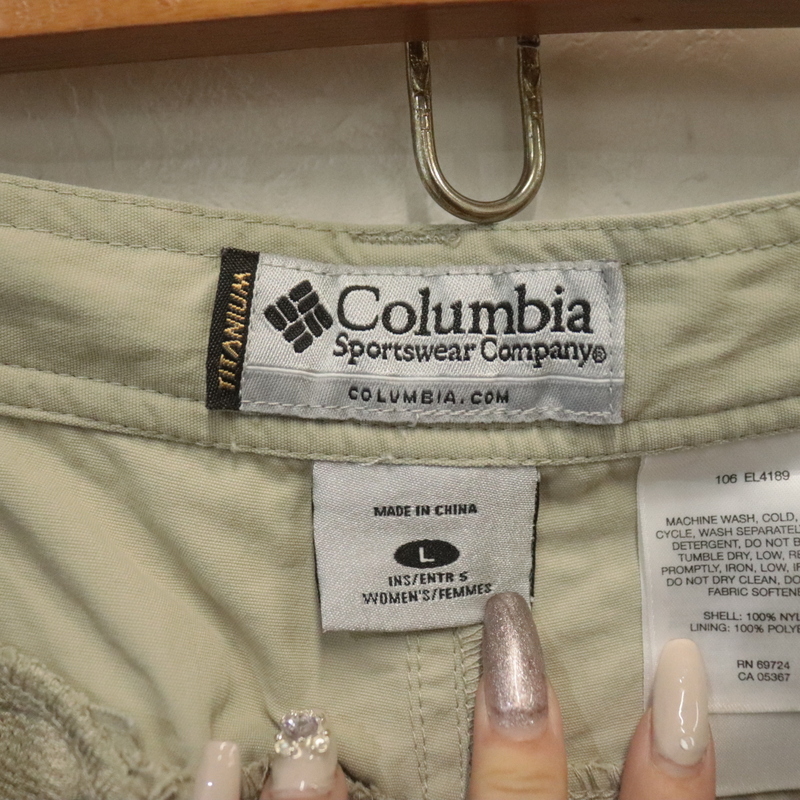 TITANIUM
Columbia
Sportswear Company®
COLUMBIA.COM
MADE IN CHINA
L
INS/ENTR 5
WOMEN'S/FEMMES
106 EL4189
MACHINE WASH, COLD,
CYCLE, WASH SEPARATEL
DETERGENT, DO NOT B
TUMBLE DRY, LOW, RE
PROMPTLY, IRON, LOW, IF
DO NOT DRY CLEAN, DO
FABRIC SOFTENE
SHELL: 100% NYL
LINING: 100% POLYE
RN 69724
CA 05367